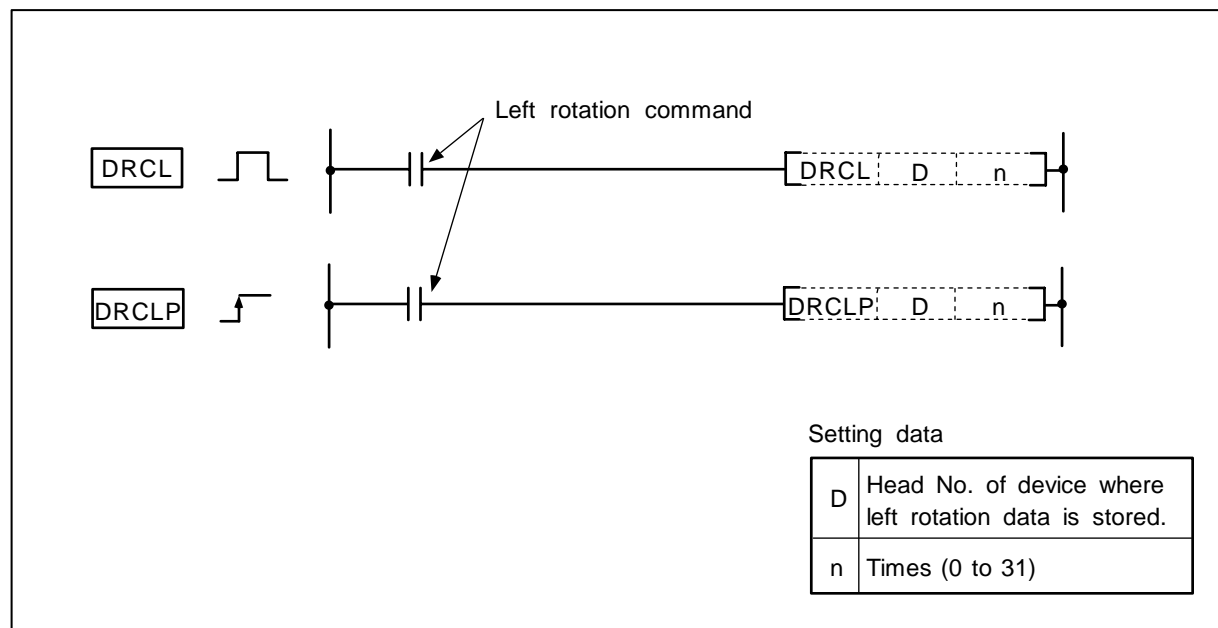 Left rotation command
DRCL
DRCL D n
DRCLP
DRCLP D n
Setting data
D Head No. of device where
left rotation data is stored.
n Times (0 to 31)